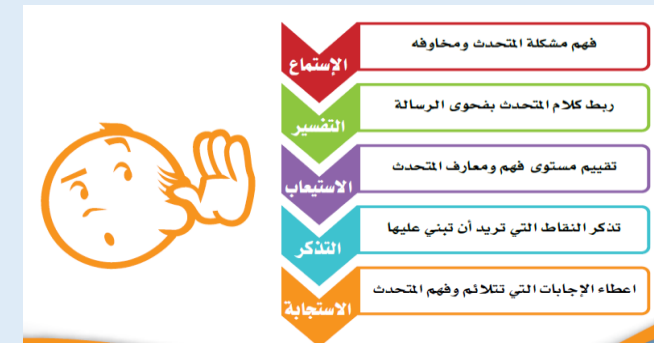 فهم مشكلة المتحدث ومخاوفه
الإستماع
ربط كلام المتحدث بفحوى الرسالة
التفسير
تقييم مستوى فهم ومعارف المتحدث
الاستيعاب
تذكر النقاط التي تريد أن تبني عليها
التذكر
اعطاء الإجابات التي تتلائم وفهم المتحدث
الاستجابة